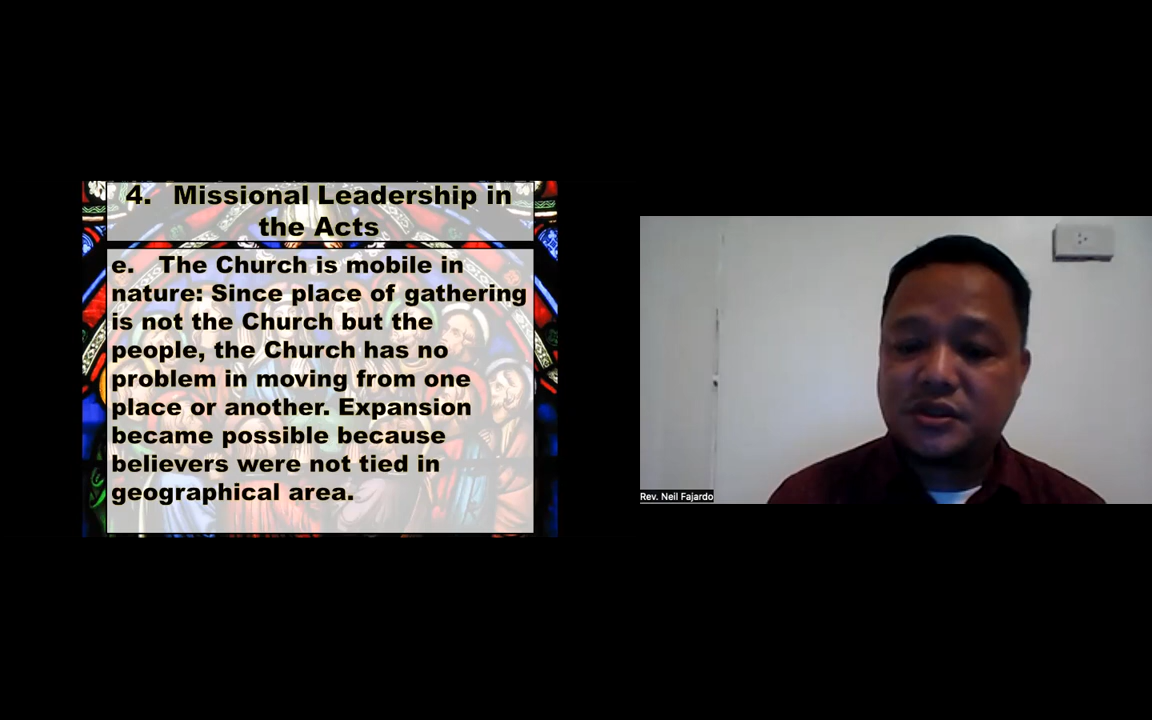 4. Missional Leadership in
the Acts
e. The Church is mobile in
nature: Since place of gathering
is not the Church but the
people, the Church has no
problem in moving from one
place or another. Expansion
became possible because
believers were not tied in
geographical area.
Rev. Neil Fajardo